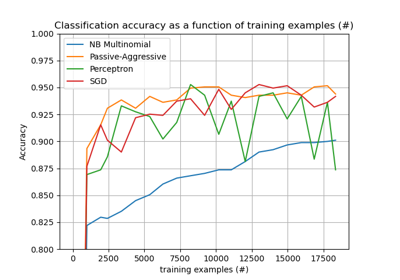 Classification accuracy as a function of training examples (#)
1.000
0.975
0.950
0.925
0.900
0.875
0.850
0.825
0.800
Accuracy
NB Multinomial
Passive-Aggressive
Perceptron
SGD
0 2500 5000 7500 10000 12500 15000 17500
training examples (#)